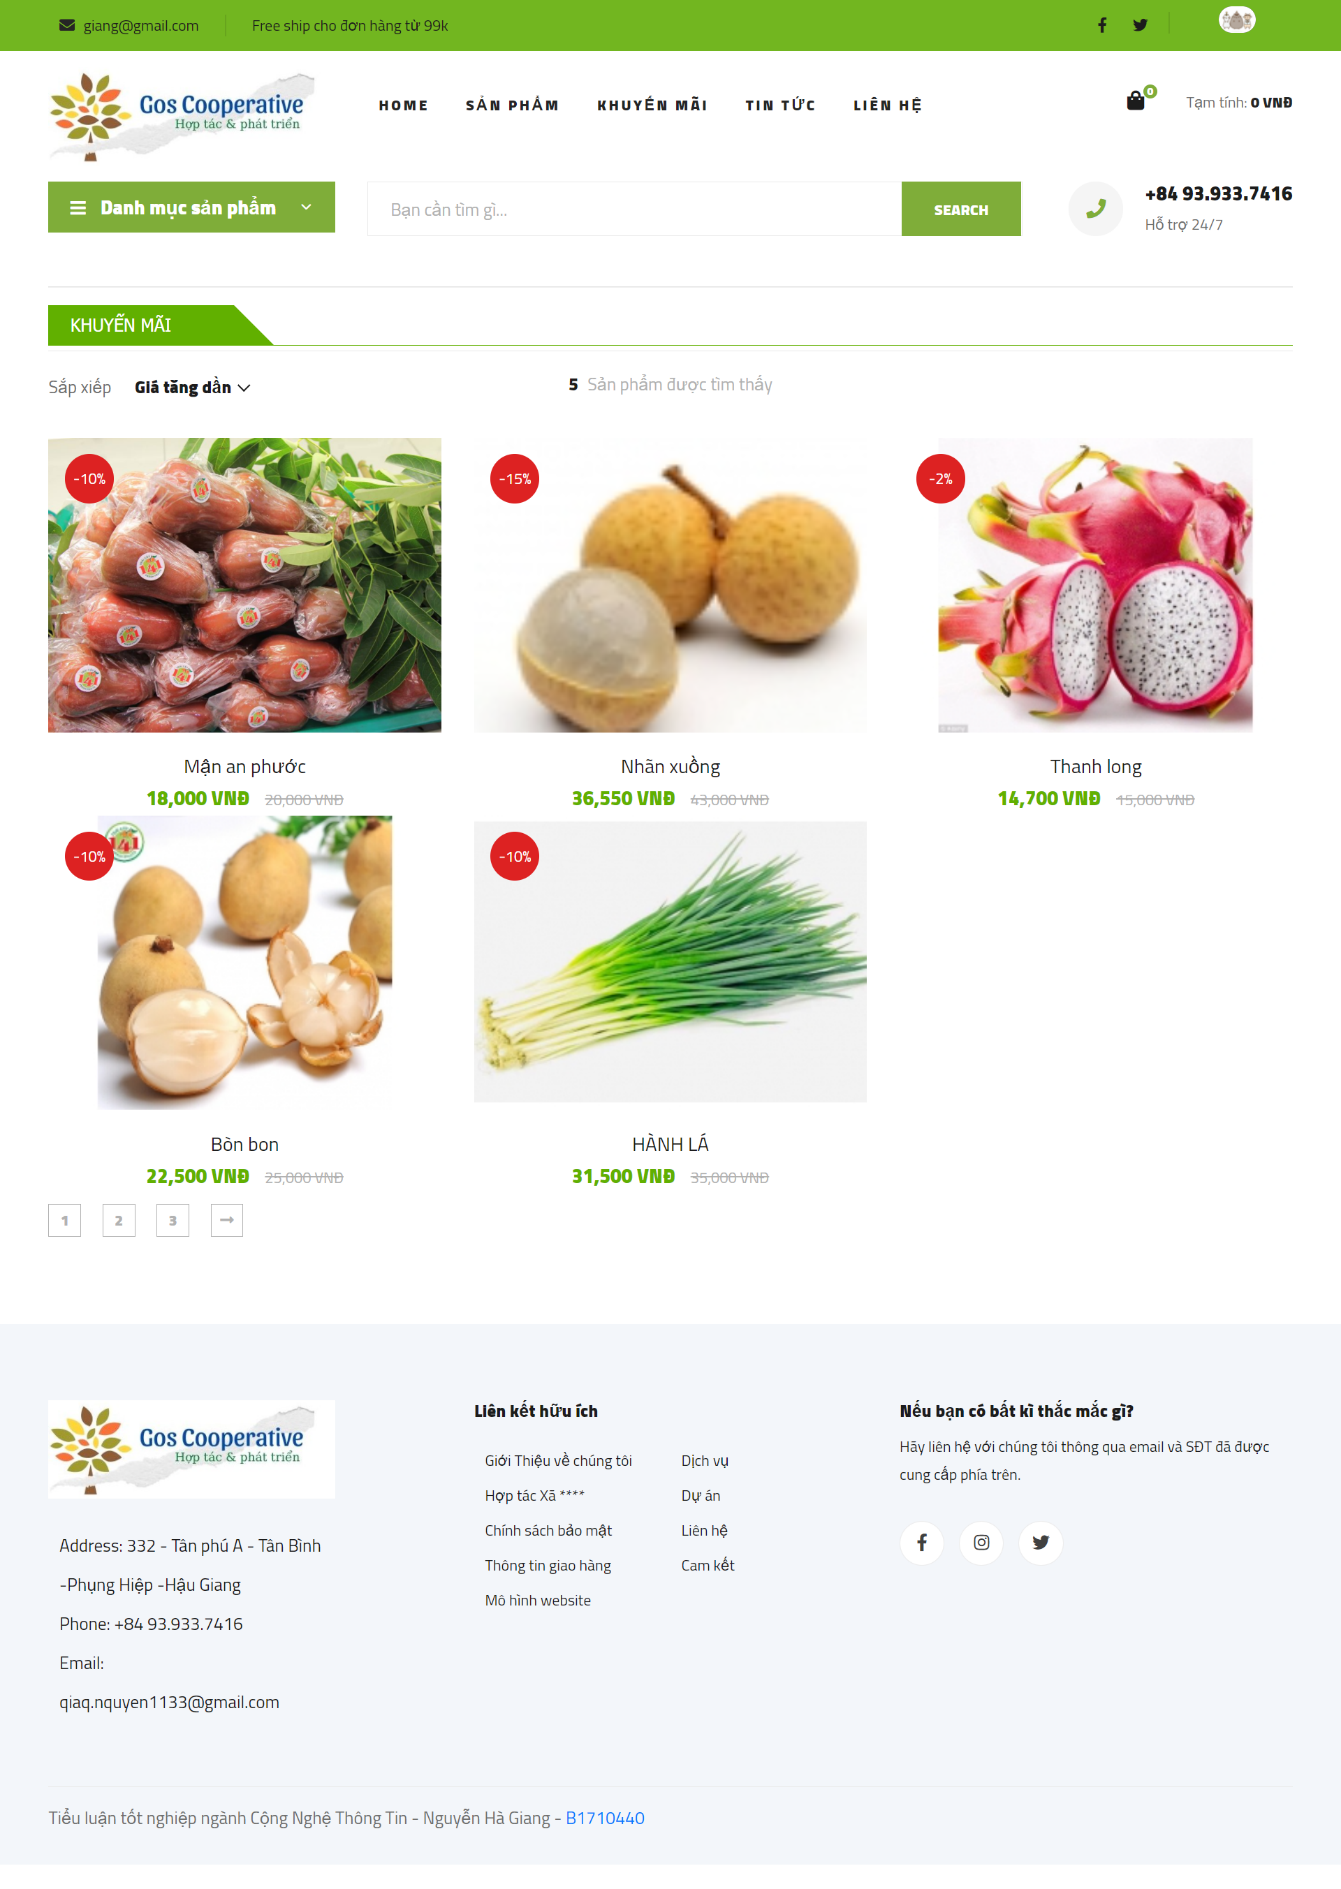 giang@gmail.com
Free ship cho đơn hàng từ 99k
Gos Cooperative
Hợp tác & phát triển
HOME
SẢN PHẨM
KHUYẾN MÃI
TIN TỨC
LIÊN HỆ
0
Tạm tính: 0 VNĐ
Danh mục sản phẩm
Bạn cần tìm gì...
SEARCH
+84 93.933.7416
Hỗ trợ 24/7
KHUYẾN MÃI
Sắp xiếp
Giá tăng dần
5 Sản phẩm được tìm thấy
-10%
-15%
-2%
Mận an phước
18,000 VNĐ 20,000 VNĐ
Nhãn xuồng
36,550 VNĐ 43,000 VNĐ
Thanh long
14,700 VNĐ 15,000 VNĐ
-10%
141
-10%
Bòn bon
22,500 VNĐ 25,000 VNĐ
HÀNH LÁ
31,500 VNĐ 35,000 VNĐ
1
2
3
Gos Cooperative
Hợp tác & phát triển
Address: 332 - Tân phú A - Tân Bình
-Phụng Hiệp -Hậu Giang
Phone: +84 93.933.7416
Email:
qiaq.nquyen1133@gmail.com
Liên kết hữu ích
Giới Thiệu về chúng tôi
Hợp tác Xã ****
Chính sách bảo mật
Thông tin giao hàng
Mô hình website
Dịch vụ
Dự án
Liên hệ
Cam kết
Nếu bạn có bất kì thắc mắc gì?
Hãy liên hệ với chúng tôi thông qua email và SĐT đã được
cung cấp phía trên.
Tiểu luận tốt nghiệp ngành Cộng Nghệ Thông Tin - Nguyễn Hà Giang - B1710440